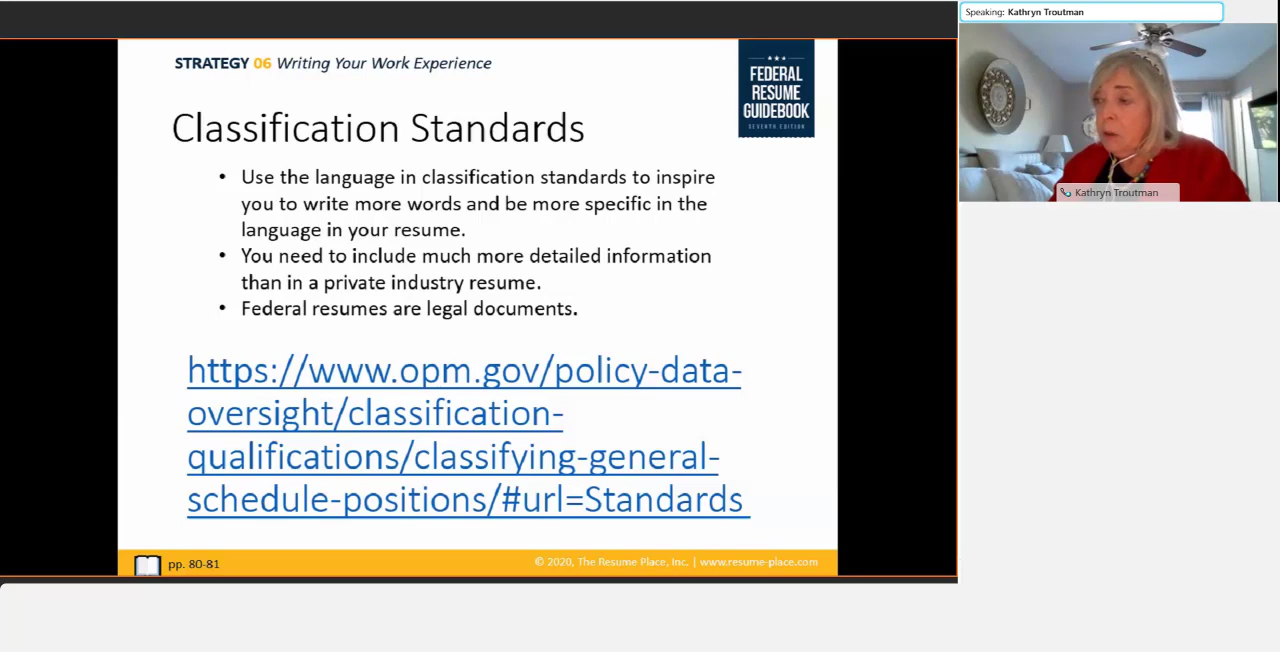 Speaking: Kathryn Troutman
STRATEGY 06 Writing Your Work Experience
FEDERAL
RESUME
GUIDEBOOK
SEVENTH EDITION
Classification Standards
• Use the language in classification standards to inspire
you to write more words and be more specific in the
language in your resume.
• You need to include much more detailed information
than in a private industry resume.
• Federal resumes are legal documents.
https://www.opm.gov/policy-data-
oversight/classification-
qualifications/classifying-general-
schedule-positions/#url=Standards
pp. 80-81
© 2020, The Resume Place, Inc. | www.resume-place.com
Kathryn Troutman